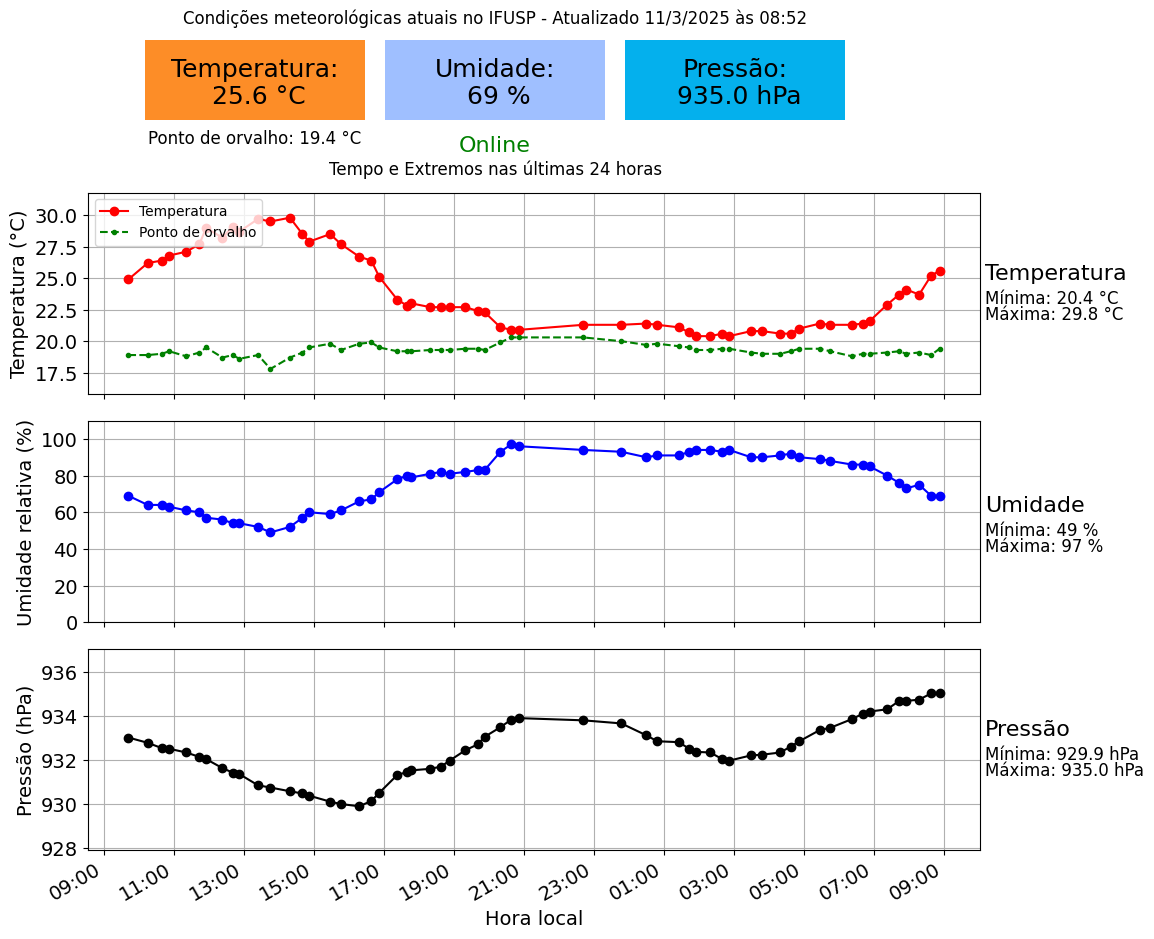 Condições meteorológicas atuais no IFUSP - Atualizado 11/3/2025 às 08:52
Temperatura:
25.6 °C
Umidade:
69 %
Pressão:
935.0 hPa
Ponto de orvalho: 19.4 °C
Online
Tempo e Extremos nas últimas 24 horas
Temperatura (°C)
30.0
27.5
25.0
22.5
20.0
17.5
Temperatura
Ponto de orvalho
Temperatura
Mínima: 20.4 °C
Máxima: 29.8 °C
Umidade relativa (%)
100
80
60
40
20
0
Umidade
Mínima: 49 %
Máxima: 97 %
Pressão (hPa)
936
934
932
930
928
Pressão
Mínima: 929.9 hPa
Máxima: 935.0 hPa
09:00 11:00 13:00 15:00 17:00 19:00 21:00 23:00 01:00 03:00 05:00 07:00 09:00
Hora local